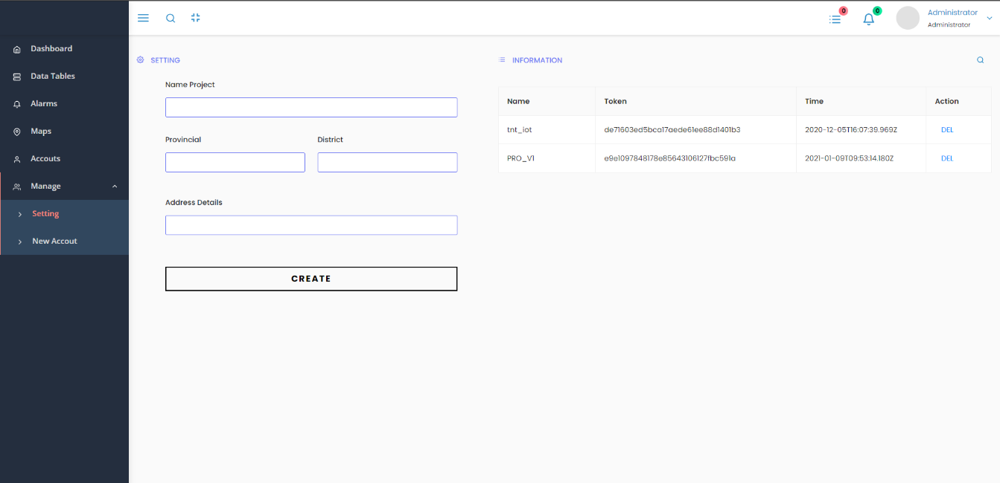 0
0
Administrator
Administrator
Dashboard
Data Tables
Alarms
Maps
Accouts
Manage
Setting
New Accout
SETTING
Name Project
Provincial District
Address Details
CREATE
INFORMATION
Name Token Time Action
tnt_iot de71603ed5bca17aede61ee88d1401b3 2020-12-05T16:07:39.969Z DEL
PRO_V1 e9e1097848178e85643106127fbc591a 2021-01-09T09:53:14.180Z DEL